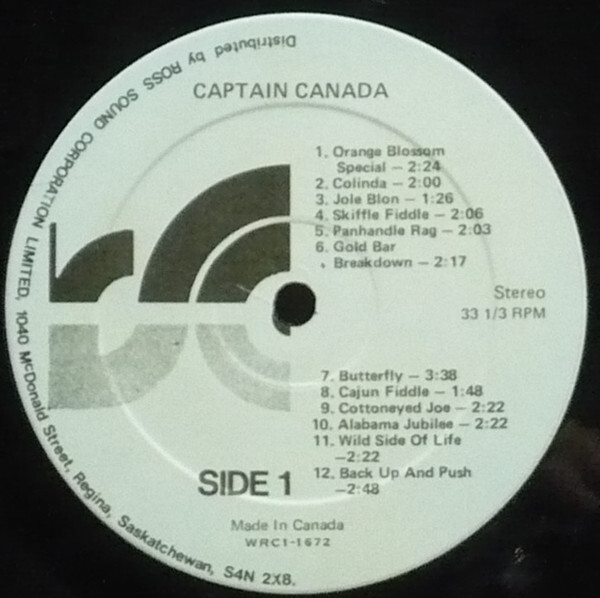 CAPTAIN CANADA
1. Orange Blossom
Special — 2:24
2. Colinda — 2:00
3. Jole Blon — 1:26
4. Skiffle Fiddle — 2:06
5. Panhandle Rag — 2:03
6. Gold Bar
Breakdown — 2:17
Stereo
33 1/3 RPM
7. Butterfly — 3:38
8. Cajun Fiddle — 1:48
9. Cottoneyed Joe — 2:22
10. Alabama Jubilee — 2:22
11. Wild Side Of Life
—2:22
12. Back Up And Push
—2:48
SIDE 1
Made In Canada
WRC1-1672
Distributed by ROSS SOUND CORPORATION LIMITED, 1040 McDonald Street, Regina, Saskatchewan, S4N 2X8.